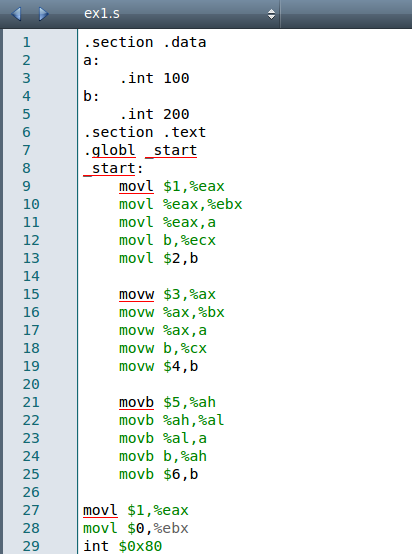 ex1.s
1 .section .data
2 a:
3     .int 100
4 b:
5     .int 200
6 .section .text
7 .globl _start
8 _start:
9     movl $1,%eax
10     movl %eax,%ebx
11     movl %eax,a
12     movl b,%ecx
13     movl $2,b
14
15     movw $3,%ax
16     movw %ax,%bx
17     movw %ax,a
18     movw b,%cx
19     movw $4,b
20
21     movb $5,%ah
22     movb %ah,%al
23     movb %al,a
24     movb b,%ah
25     movb $6,b
26
27 movl $1,%eax
28 movl $0,%ebx
29 int $0x80